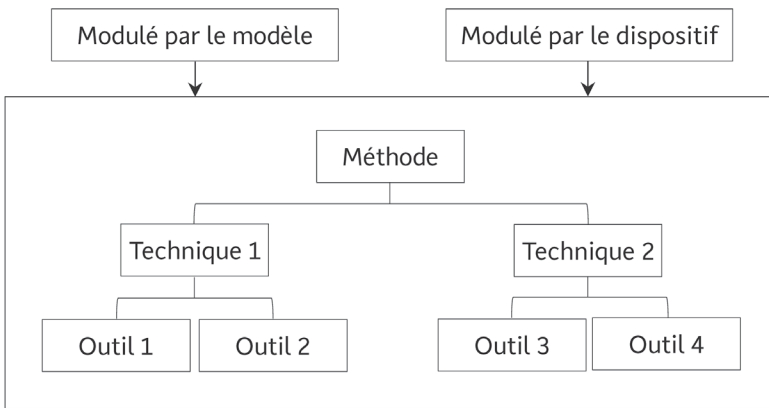 Modulé par le modèle
Modulé par le dispositif
Méthode
Technique 1
Technique 2
Outil 1
Outil 2
Outil 3
Outil 4